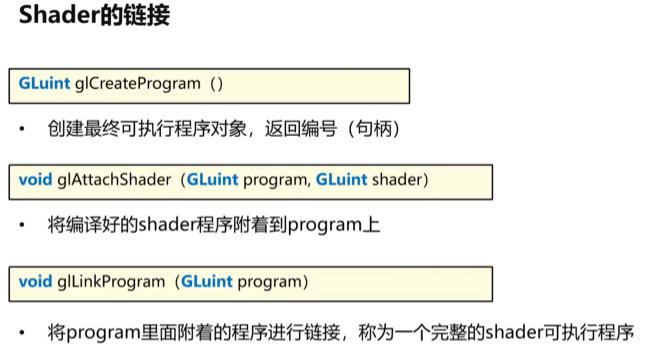 Shader的链接
GLuint glCreateProgram（）
• 创建最终可执行程序对象，返回编号（句柄）
void glAttachShader（GLuint program, GLuint shader）
• 将编译好的shader程序附着到program上
void glLinkProgram（GLuint program）
• 将program里面附着的程序进行链接，称为一个完整的shader可执行程序